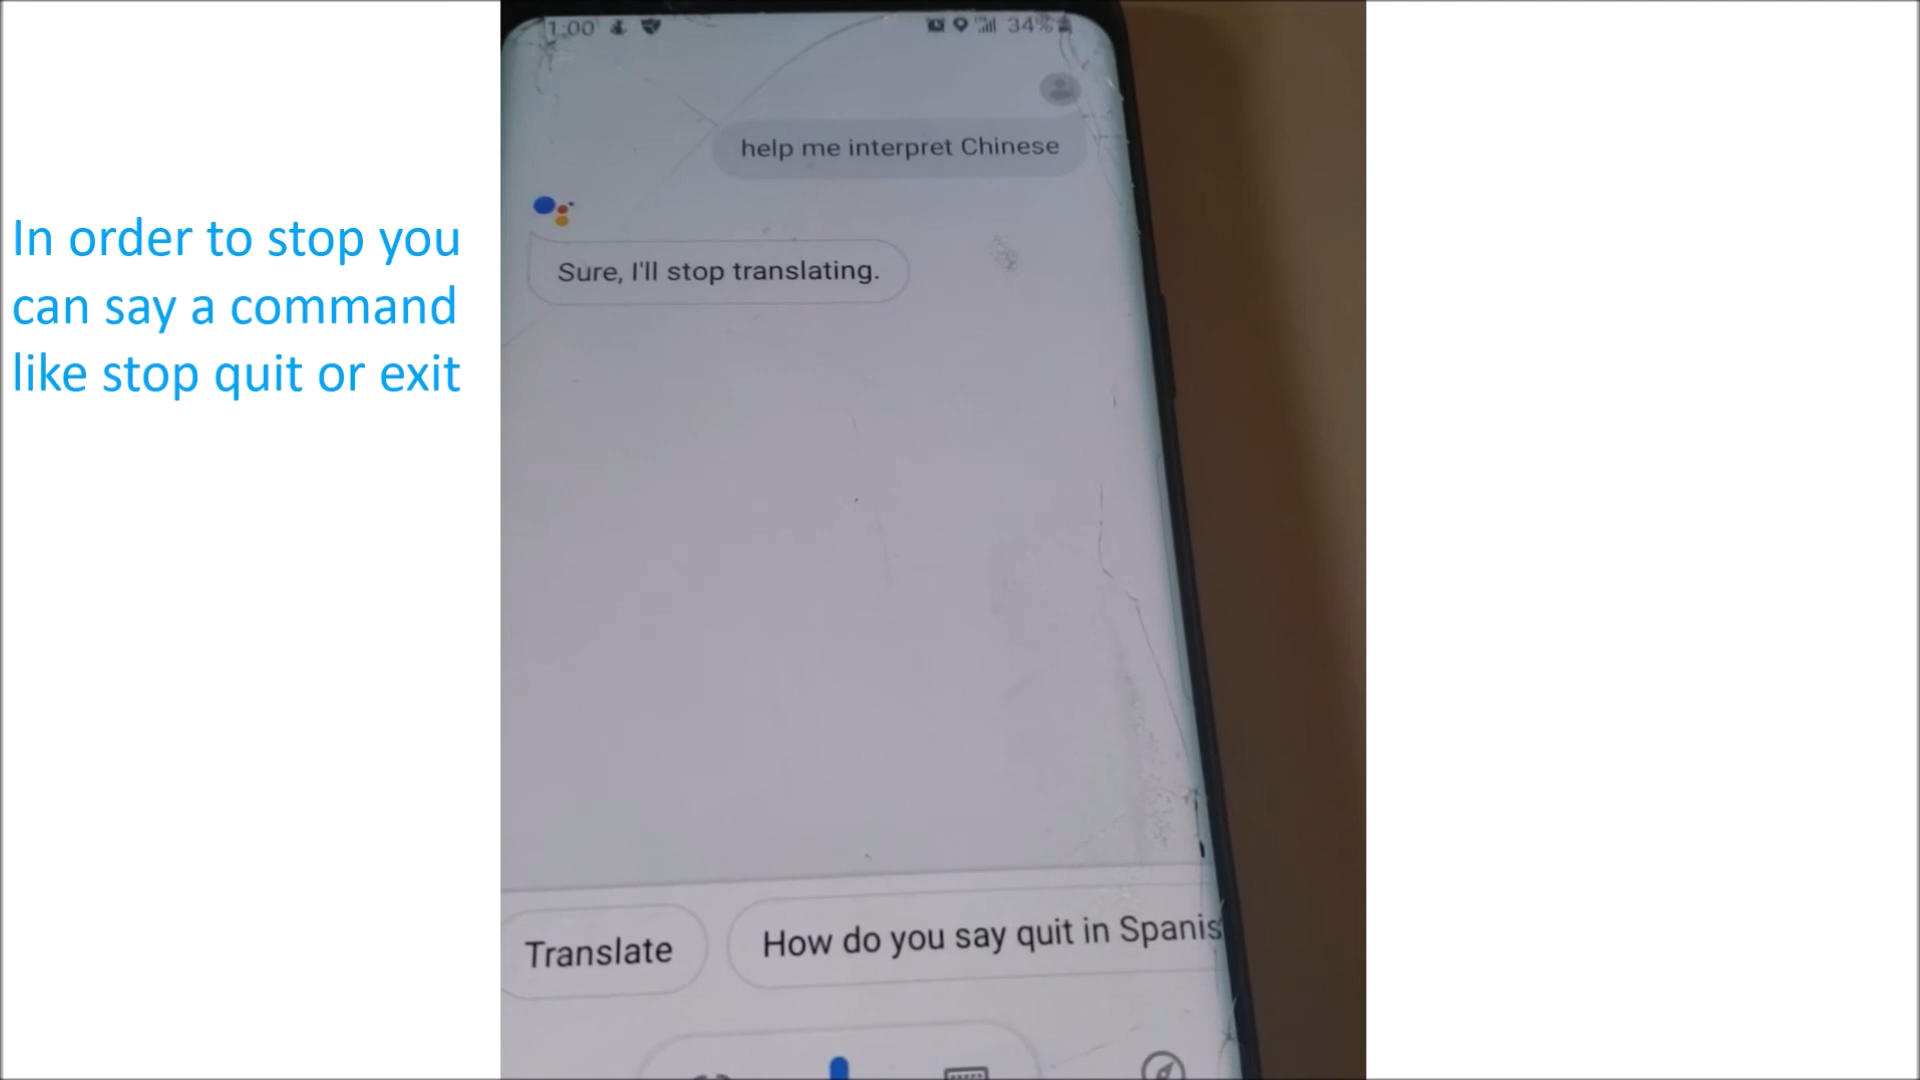 In order to stop you
can say a command
like stop quit or exit
1:00
34%
help me interpret Chinese
Sure, I'll stop translating.
Translate
How do you say quit in Spanis